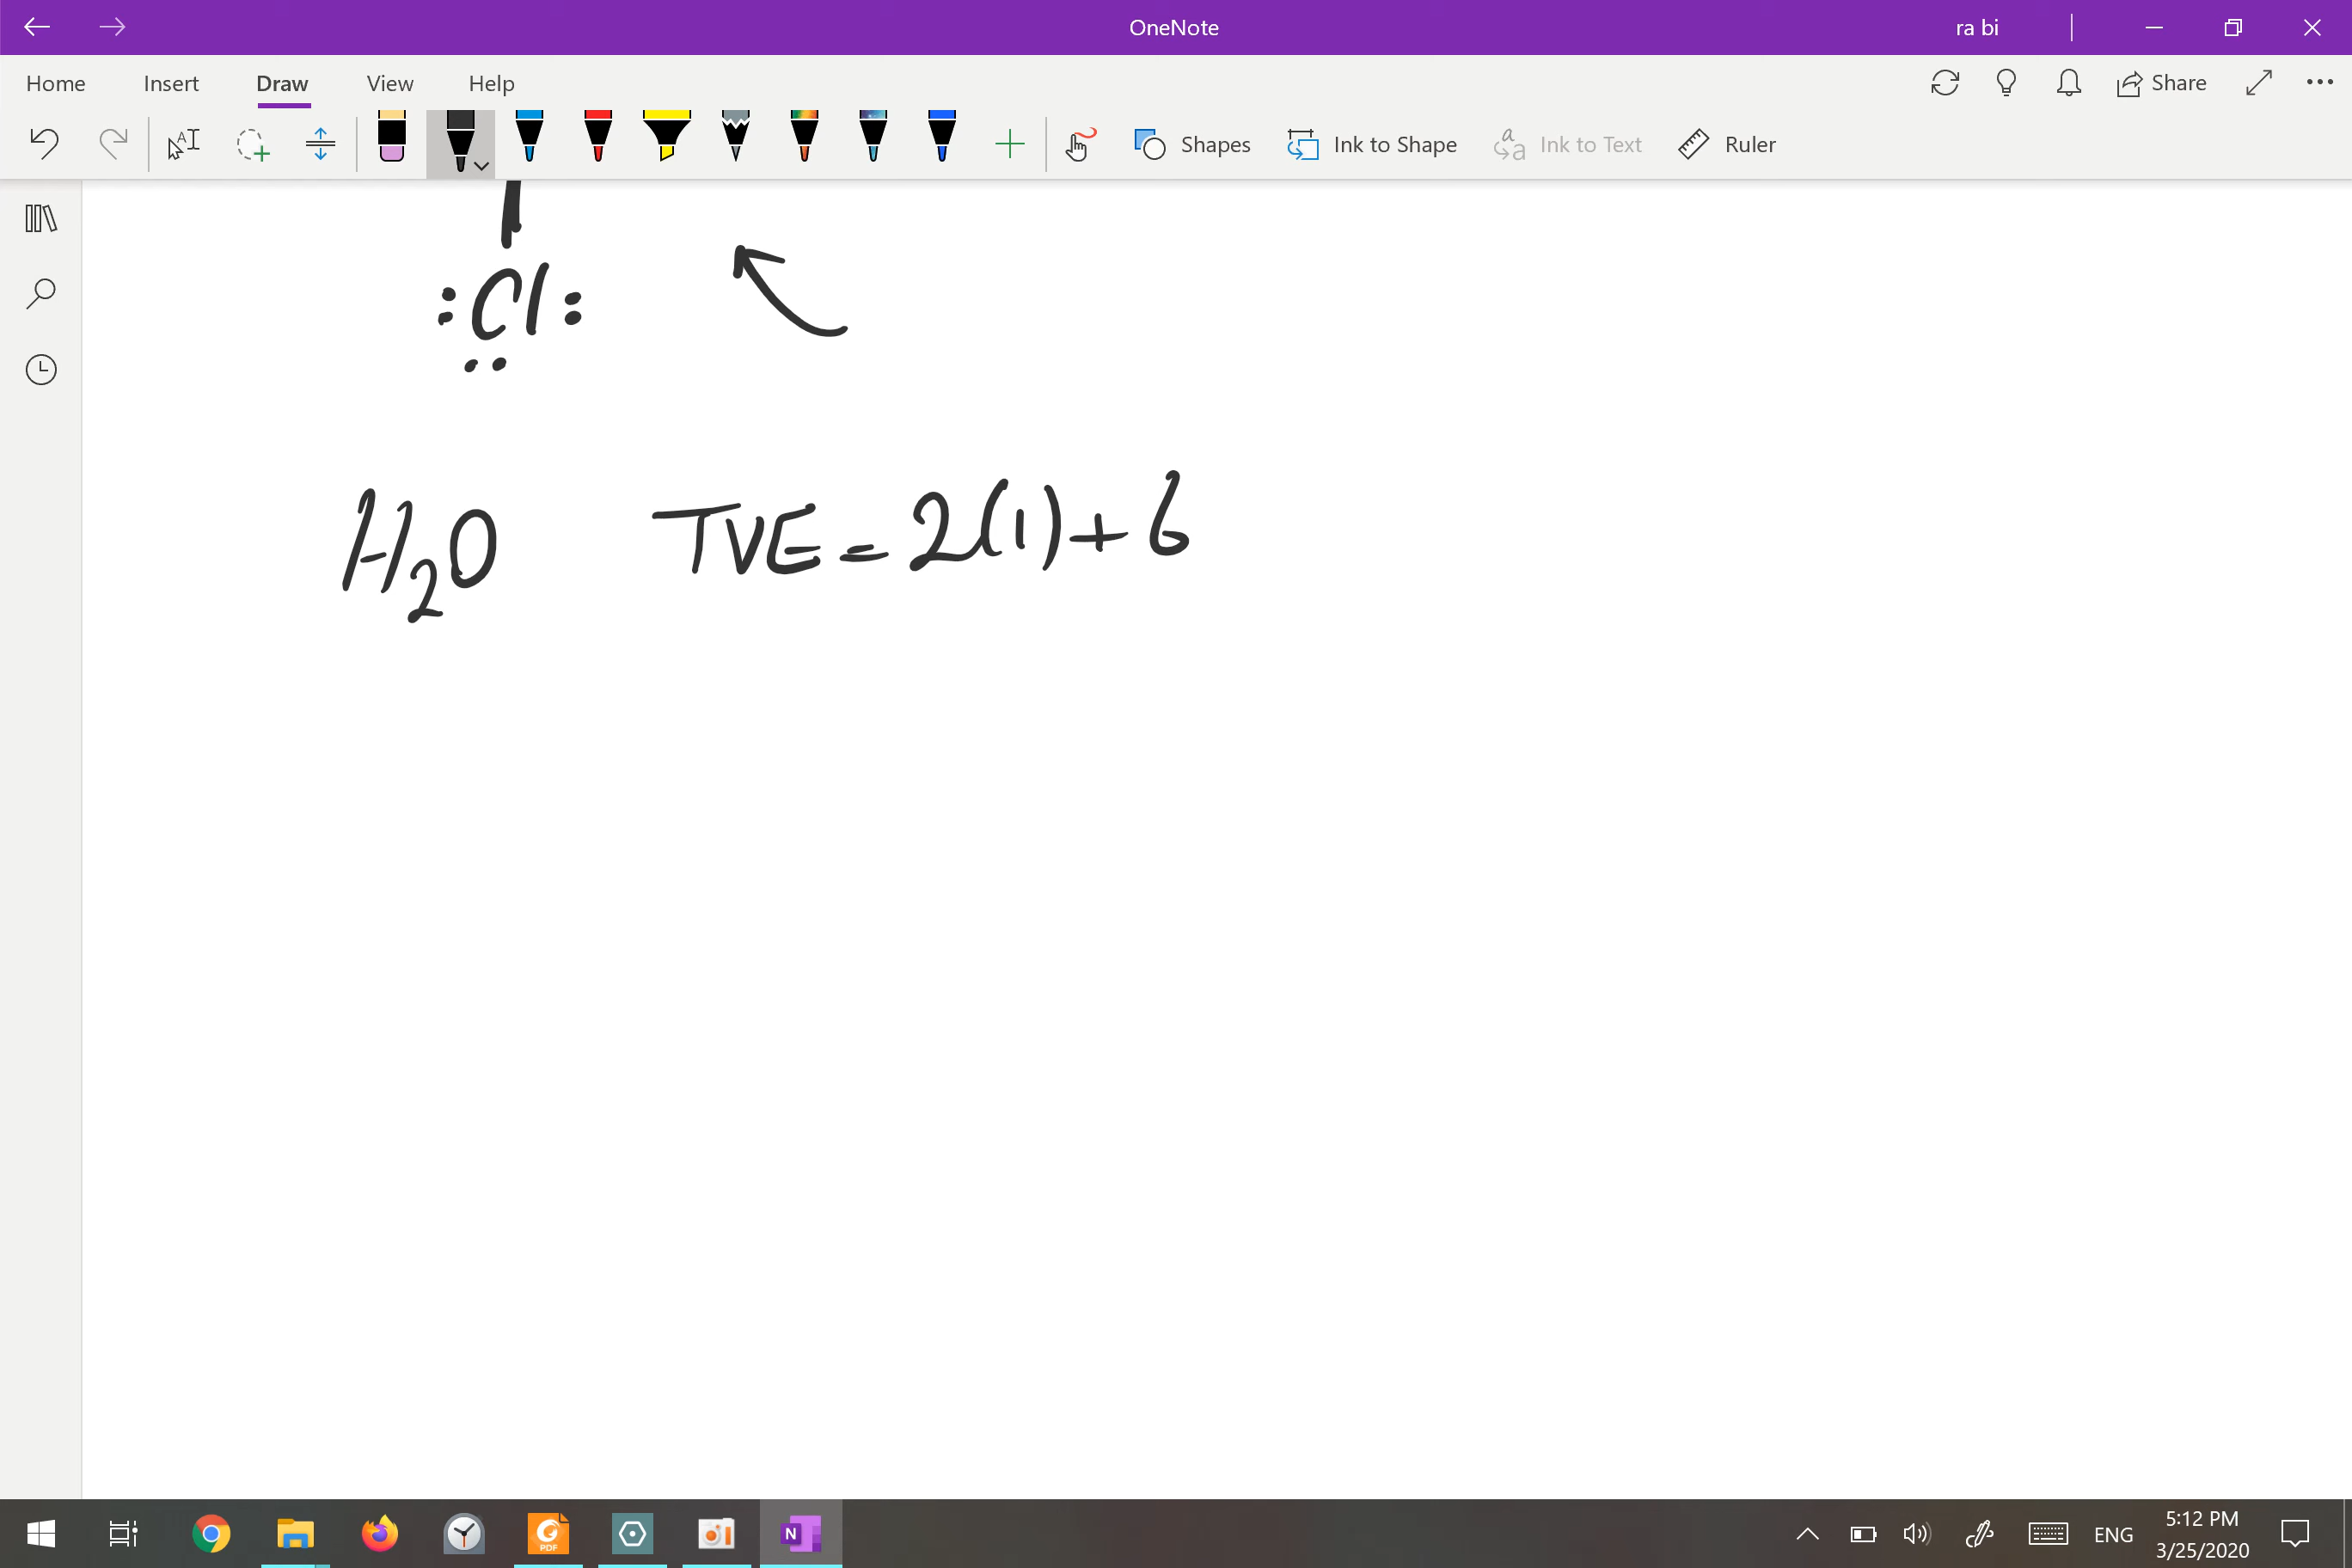 OneNote
ra bi
Home Insert Draw View Help Share
Shapes Ink to Shape Ink to Text Ruler
:Cl:
H₂O TVE = 2(1) + 6
ENG 5:12 PM
3/25/2020